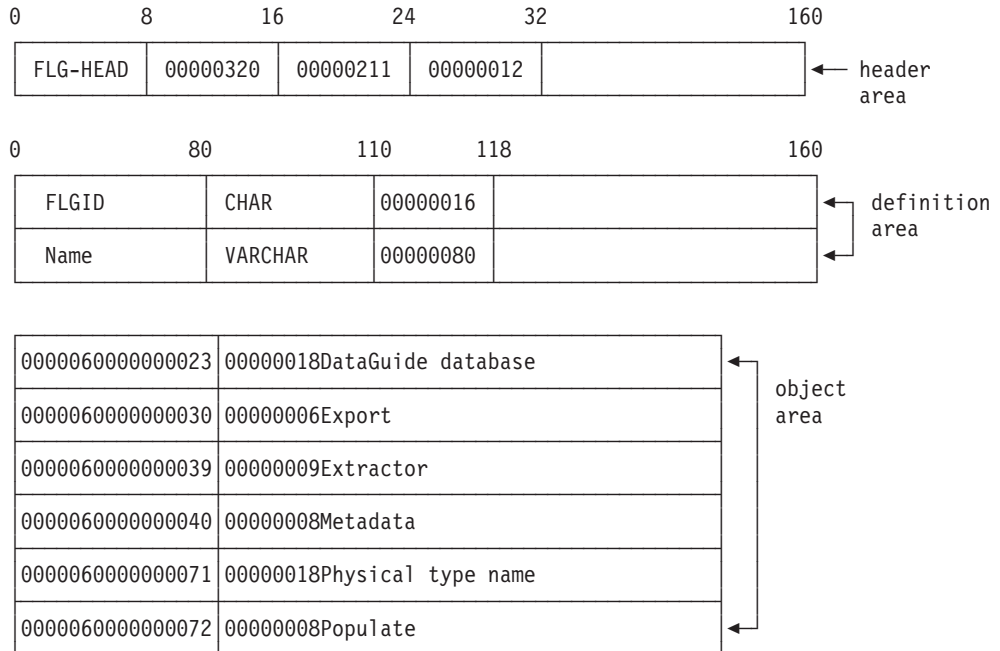 0 8 16 24 32 160
FLG-HEAD 00000320 00000211 00000012 header
area
0 80 110 118 160
FLGID CHAR 00000016 definition
area
Name VARCHAR 00000080
0000060000000023 00000018DataGuide database
object
area
0000060000000030 00000006Export
0000060000000039 00000009Extractor
0000060000000040 00000008Metadata
0000060000000071 00000018Physical type name
0000060000000072 00000008Populate